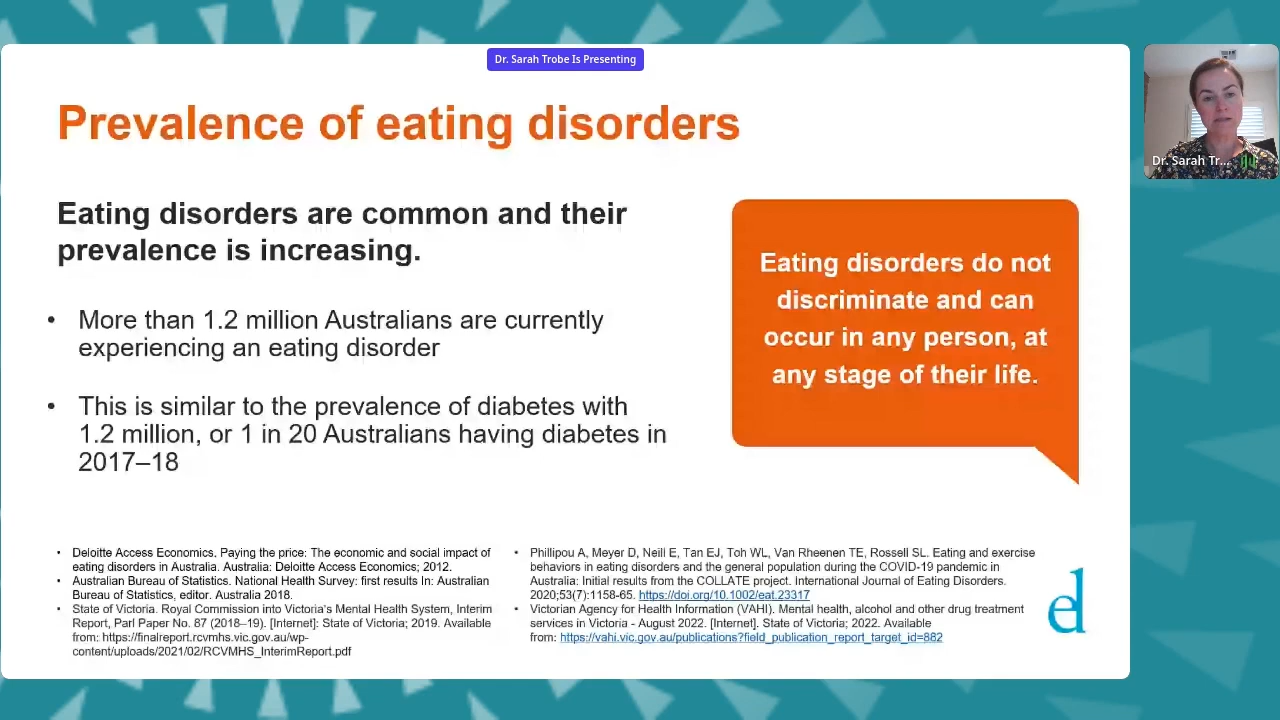 Dr. Sarah Trobe Is Presenting
Prevalence of eating disorders
Eating disorders are common and their
prevalence is increasing.
• More than 1.2 million Australians are currently
experiencing an eating disorder
• This is similar to the prevalence of diabetes with
1.2 million, or 1 in 20 Australians having diabetes in
2017–18
Eating disorders do not
discriminate and can
occur in any person, at
any stage of their life.
• Deloitte Access Economics. Paying the price: The economic and social impact of
eating disorders in Australia. Australia: Deloitte Access Economics; 2012.
• Australian Bureau of Statistics. National Health Survey: first results In: Australian
Bureau of Statistics, editor. Australia 2018.
• State of Victoria. Royal Commission into Victoria's Mental Health System, Interim
Report, Parl Paper No. 87 (2018–19). [Internet]: State of Victoria; 2019. Available
from: https://finalreport.rcvmhs.vic.gov.au/wp-
content/uploads/2021/02/RCVMHS_InterimReport.pdf
• Phillipou A, Meyer D, Neill E, Tan EJ, Toh WL, Van Rheenen TE, Rossell SL. Eating and exercise
behaviors in eating disorders and the general population during the COVID-19 pandemic in
Australia: Initial results from the COLLATE project. International Journal of Eating Disorders.
2020;53(7):1158-65. https://doi.org/10.1002/eat.23317
• Victorian Agency for Health Information (VAHI). Mental health, alcohol and other drug treatment
services in Victoria - August 2022. [Internet]. State of Victoria; 2022. Available
from: https://vahi.vic.gov.au/publications?field_publication_report_target_id=882
ed
Dr. Sarah Tr...